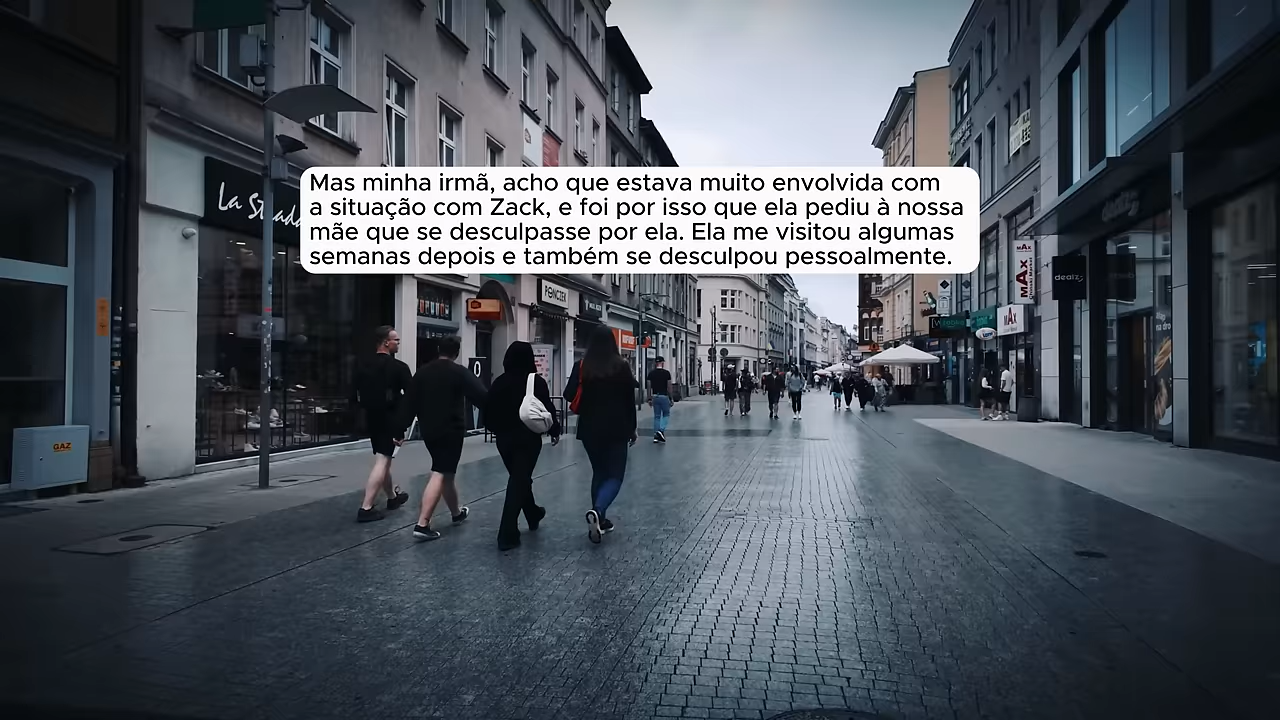 Mas minha irmã, acho que estava muito envolvida com
a situação com Zack, e foi por isso que ela pediu à nossa
mãe que se desculpasse por ela. Ela me visitou algumas
semanas depois e também se desculpou pessoalmente.
La Strada
PONCZEK
MAX
dealz
MAX
GAZ